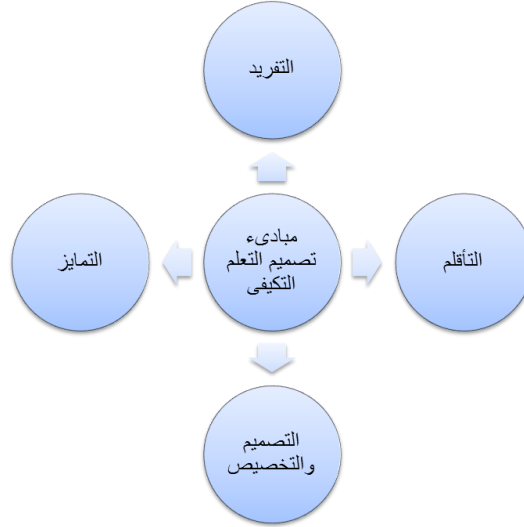 التفريد
مبادىء
تصميم التعلم
التكيفى
التأقلم
التمايز
التصميم
والتخصيص